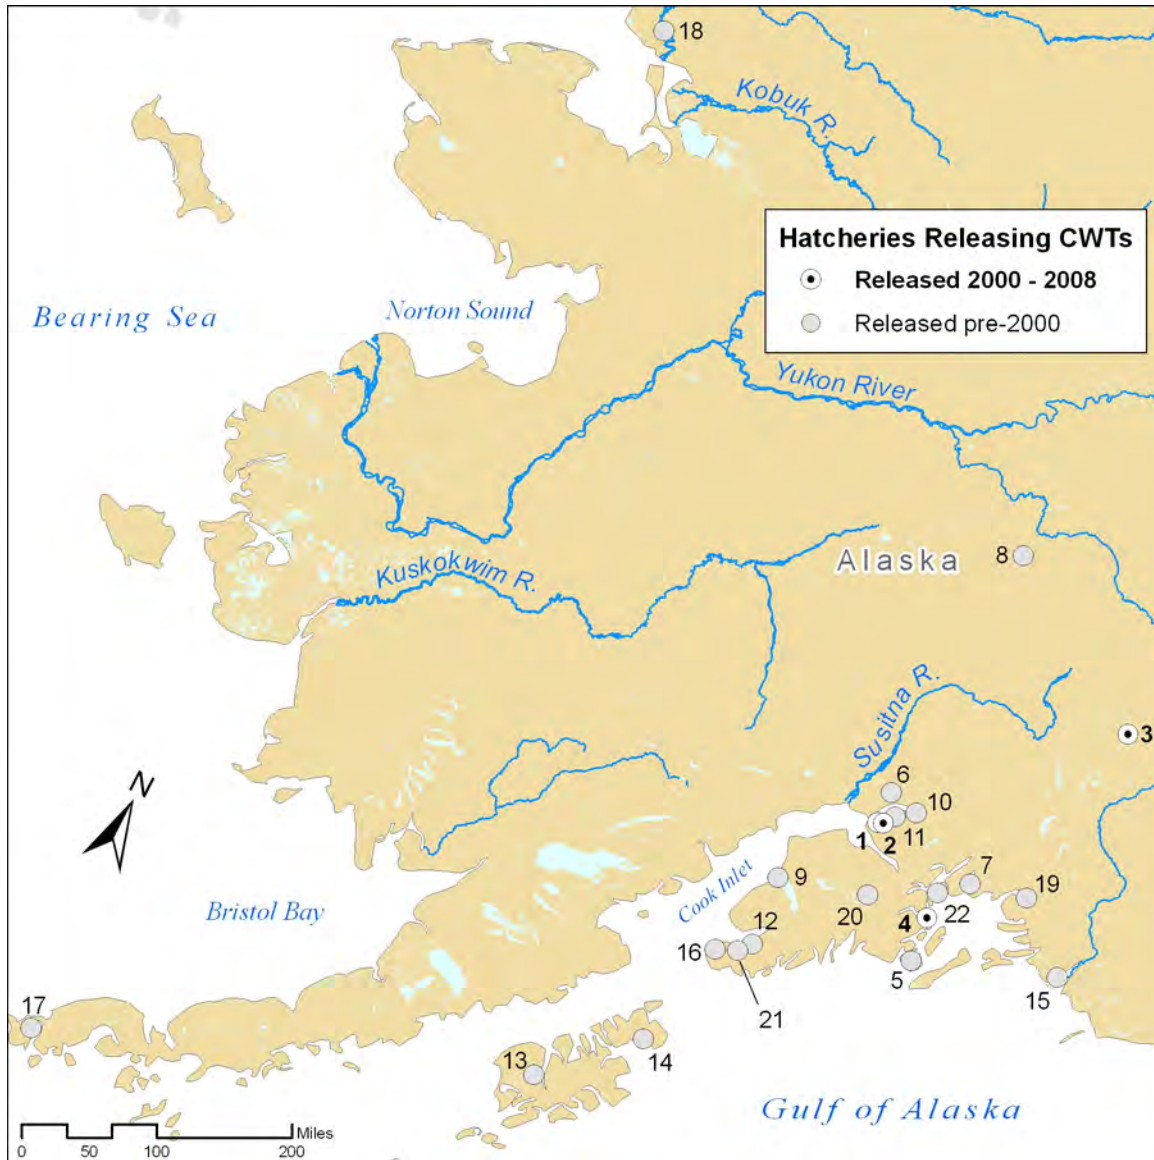 18
Kobuk R.
Hatcheries Releasing CWTs
Released 2000 - 2008
Released pre-2000
Bearing Sea
Norton Sound
Yukon River
Kuskokwim R.
Alaska
8
Susitna R.
3
6
10
N
1
2
11
9
7
19
Cook Inlet
20
22
4
Bristol Bay
12
16
5
15
21
17
14
13
Gulf of Alaska
Miles
0 50 100 200